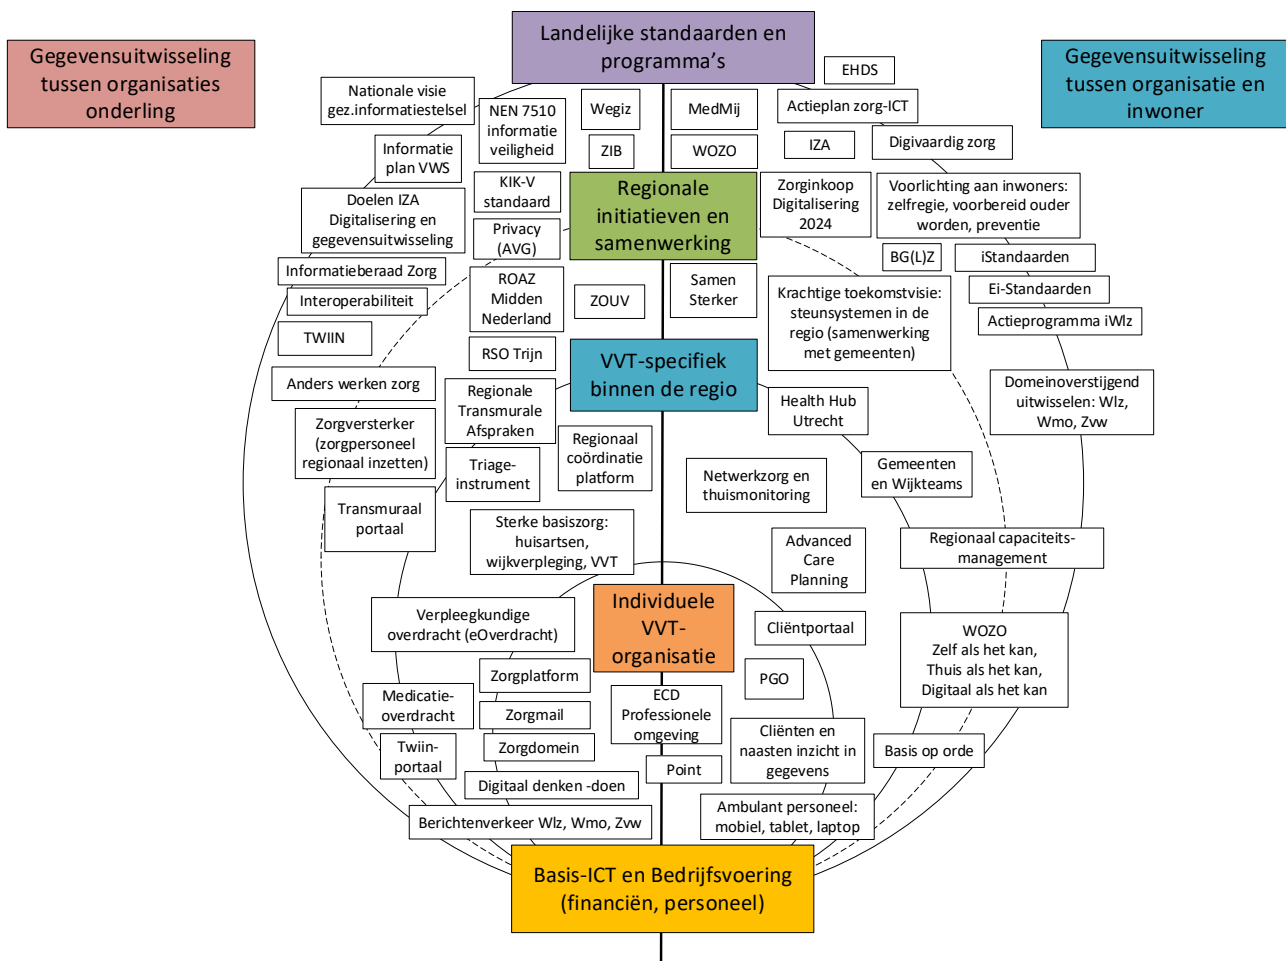 Landelijke standaarden en
programma's
Gegevensuitwisseling
tussen organisaties
onderling
Gegevensuitwisseling
tussen organisatie en
inwoner
EHDS
Nationale visie
gez.informatiestelsel
NEN 7510
informatie
veiligheid
Wegiz
MedMij
Actieplan zorg-ICT
Informatie
plan VWS
ZIB
WOZO
IZA
Digivaardig zorg
KIK-V
standaard
Regionale
initiatieven en
samenwerking
Zorginkoop
Digitalisering
2024
Voorlichting aan inwoners:
zelfregie, voorbereid ouder
worden, preventie
Doelen IZA
Digitalisering en
gegevensuitwisseling
Privacy
(AVG)
BG(L)Z
iStandaarden
Informatieberaad Zorg
Interoperabiliteit
ROAZ
Midden
Nederland
ZOUV
Samen
Sterker
Krachtige toekomstvisie:
steunsystemen in de
regio (samenwerking
met gemeenten)
Ei-Standaarden
Actieprogramma iWlz
TWIIN
RSO Trijn
VVT-specifiek
binnen de regio
Anders werken zorg
Regionale
Transmurale
Afspraken
Health Hub
Utrecht
Domeinoverstijgend
uitwisselen: Wlz,
Wmo, Zvw
Zorgversterker
(zorgpersoneel
regionaal inzetten)
Regionaal
coördinatie
platform
Triage-
instrument
Netwerkzorg en
thuismonitoring
Gemeenten
en Wijkteams
Transmuraal
portaal
Sterke basiszorg:
huisartsen,
wijkverpleging, VVT
Advanced
Care
Planning
Regionaal capaciteits-
management
Individuele
VVT-
organisatie
Verpleegkundige
overdracht (eOverdracht)
Cliëntportaal
WOZO
Zelf als het kan,
Thuis als het kan,
Digitaal als het kan
Zorgplatform
PGO
Medicatie-
overdracht
Zorgmail
ECD
Professionele
omgeving
Cliënten en
naasten inzicht in
gegevens
Twiin-
portaal
Zorgdomein
Basis op orde
Point
Digitaal denken -doen
Ambulant personeel:
mobiel, tablet, laptop
Berichtenverkeer Wlz, Wmo, Zvw
Basis-ICT en Bedrijfsvoering
(financiën, personeel)